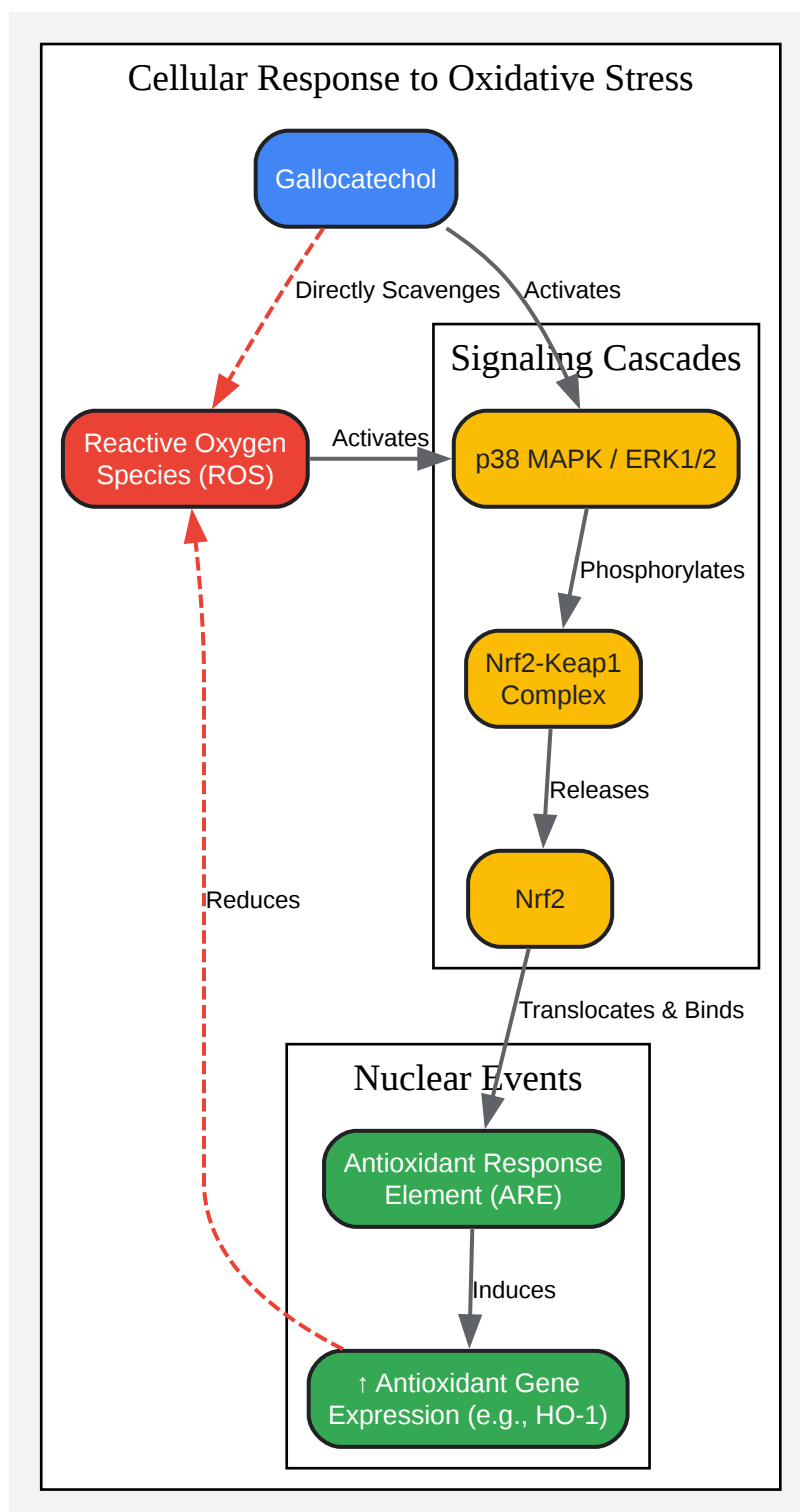 Cellular Response to Oxidative Stress
Gallocatechol
Directly Scavenges
Activates
Signaling Cascades
Reactive Oxygen
Species (ROS)
Activates
p38 MAPK / ERK1/2
Phosphorylates
Nrf2-Keap1
Complex
Releases
Nrf2
Reduces
Translocates & Binds
Nuclear Events
Antioxidant Response
Element (ARE)
Induces
↑ Antioxidant Gene
Expression (e.g., HO-1)